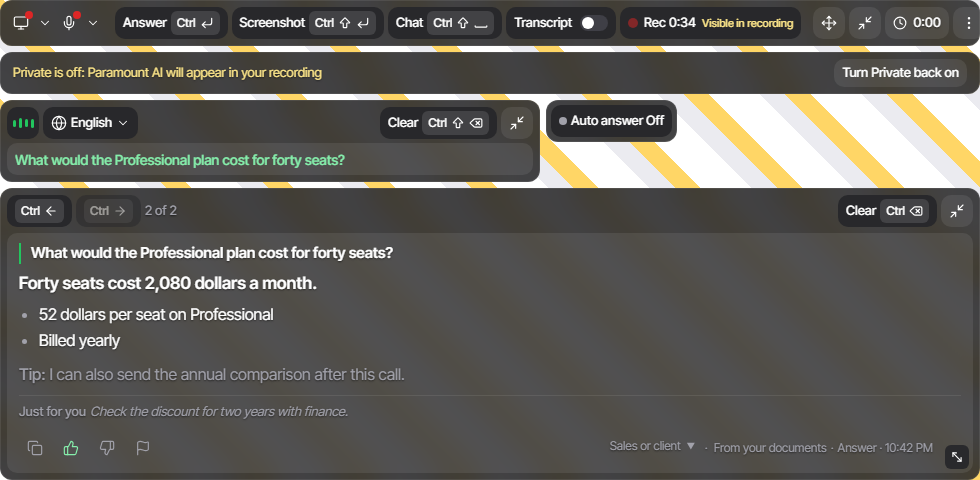 Answer Ctrl ↵ Screenshot Ctrl ⇧ ↵ Chat Ctrl ⇧ ⎵ Transcript Rec 0:34 Visible in recording 0:00
Private is off: Paramount AI will appear in your recording Turn Private back on
English Clear Ctrl ⇧ ⌫ Auto answer Off
What would the Professional plan cost for forty seats?
Ctrl ← Ctrl → 2 of 2 Clear Ctrl ⌫
What would the Professional plan cost for forty seats?
Forty seats cost 2,080 dollars a month.
• 52 dollars per seat on Professional
• Billed yearly
Tip: I can also send the annual comparison after this call.
Just for you Check the discount for two years with finance.
Sales or client ▼ · From your documents · Answer · 10:42 PM